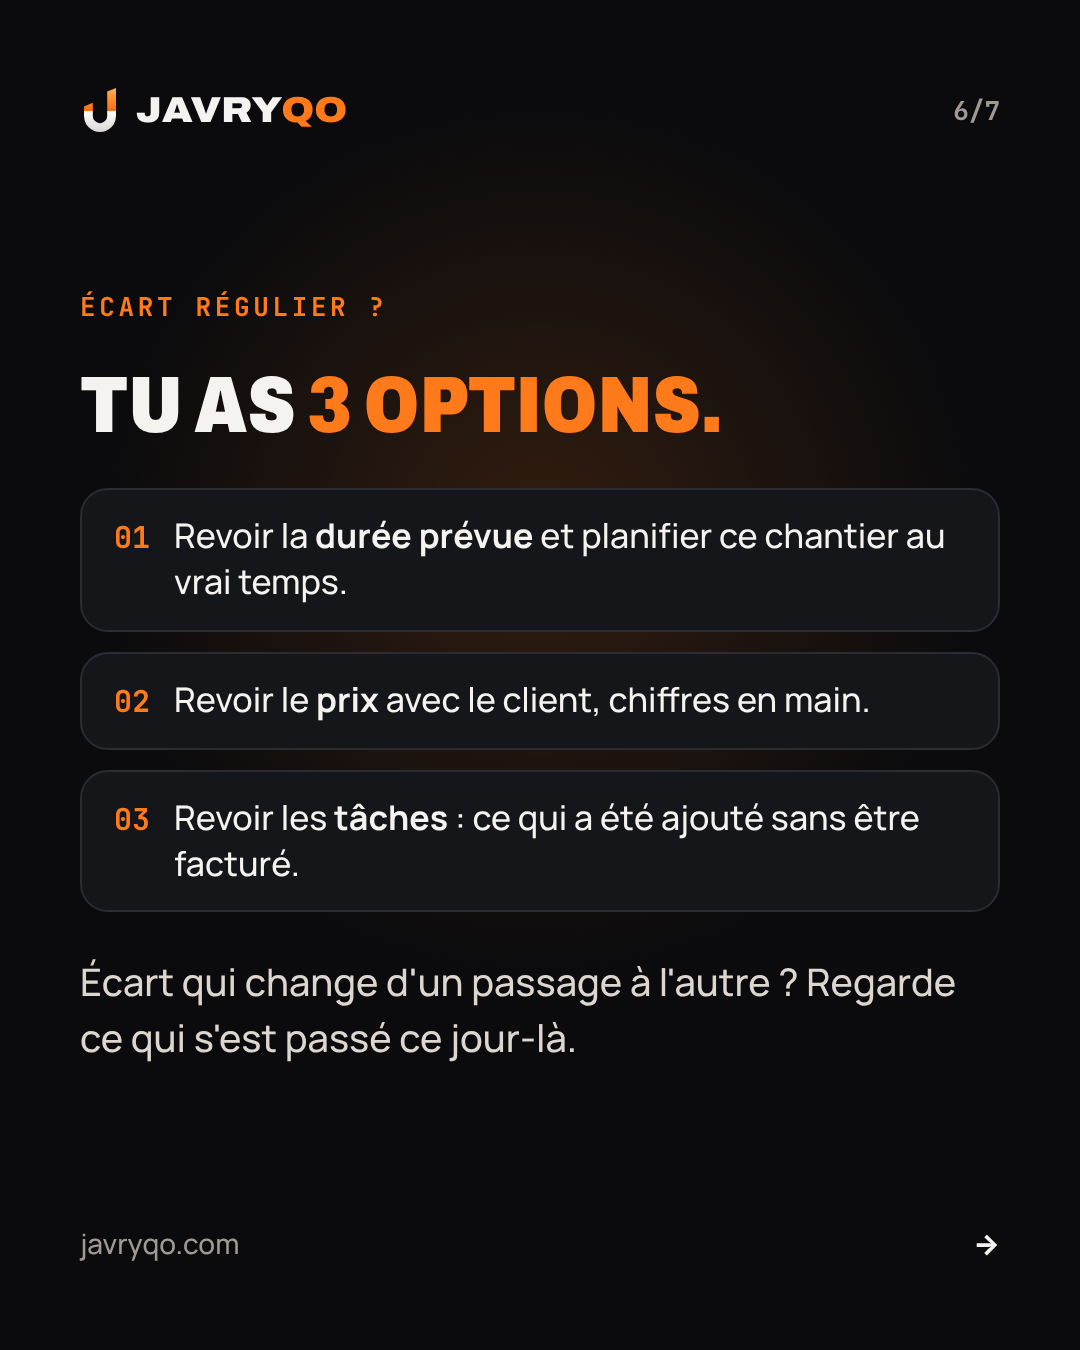 JAVRYQO
6/7
ÉCART RÉGULIER ?
TU AS 3 OPTIONS.
01 Revoir la durée prévue et planifier ce chantier au
vrai temps.
02 Revoir le prix avec le client, chiffres en main.
03 Revoir les tâches : ce qui a été ajouté sans être
facturé.
Écart qui change d'un passage à l'autre ? Regarde
ce qui s'est passé ce jour-là.
javryqo.com →